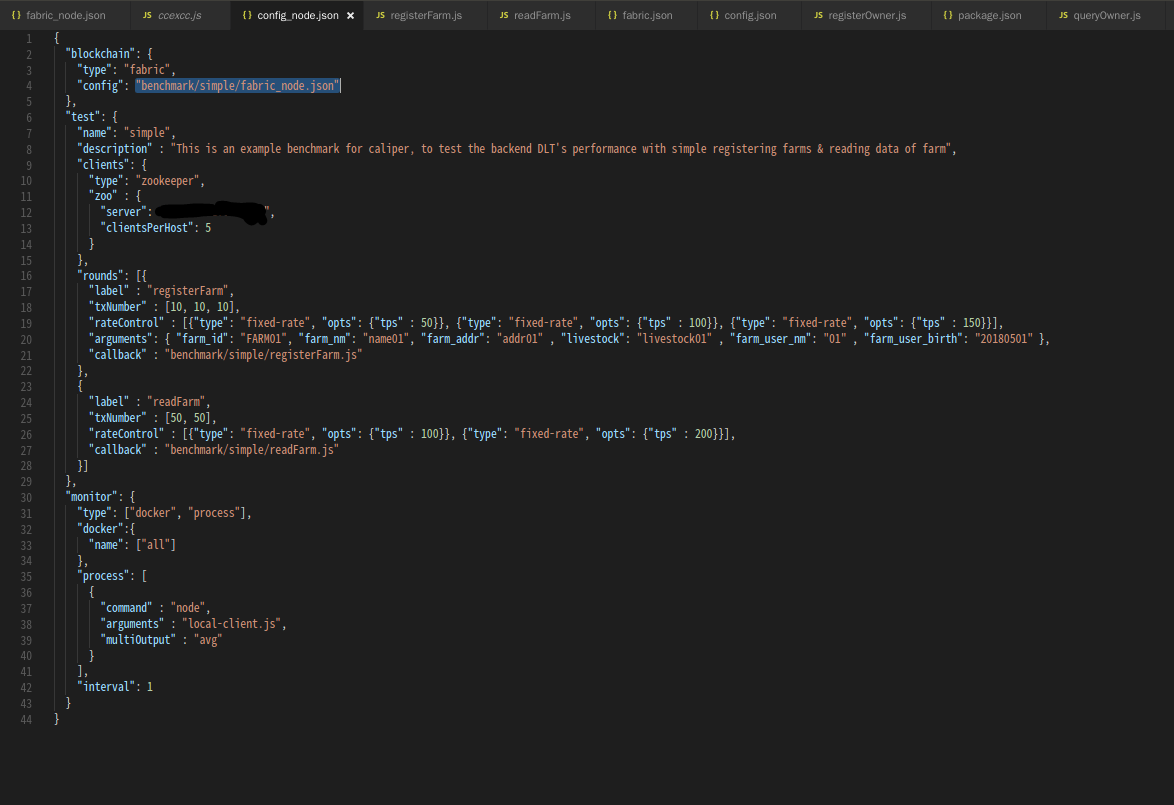 {} fabric_node.json JS ccexcc.js {} config_node.json × JS registerFarm.js JS readFarm.js {} fabric.json {} config.json JS registerOwner.js {} package.json JS queryOwner.js
1 {
2 "blockchain": {
3 "type": "fabric",
4 "config": "benchmark/simple/fabric_node.json"
5 },
6 "test": {
7 "name": "simple",
8 "description" : "This is an example benchmark for caliper, to test the backend DLT's performance with simple registering farms & reading data of farm",
9 "clients": {
10 "type": "zookeeper",
11 "zoo" : {
12 "server": ",
13 "clientsPerHost": 5
14 }
15 },
16 "rounds": [{
17 "label" : "registerFarm",
18 "txNumber" : [10, 10, 10],
19 "rateControl" : [{"type": "fixed-rate", "opts": {"tps" : 50}}, {"type": "fixed-rate", "opts": {"tps" : 100}}, {"type": "fixed-rate", "opts": {"tps" : 150}}],
20 "arguments": { "farm_id": "FARM01", "farm_nm": "name01", "farm_addr": "addr01" , "livestock": "livestock01" , "farm_user_nm": "01" , "farm_user_birth": "20180501" },
21 "callback" : "benchmark/simple/registerFarm.js"
22 },
23 {
24 "label" : "readFarm",
25 "txNumber" : [50, 50],
26 "rateControl" : [{"type": "fixed-rate", "opts": {"tps" : 100}}, {"type": "fixed-rate", "opts": {"tps" : 200}}],
27 "callback" : "benchmark/simple/readFarm.js"
28 }]
29 },
30 "monitor": {
31 "type": ["docker", "process"],
32 "docker":{
33 "name": ["all"]
34 },
35 "process": [
36 {
37 "command" : "node",
38 "arguments" : "local-client.js",
39 "multiOutput" : "avg"
40 }
41 ],
42 "interval": 1
43 }
44 }